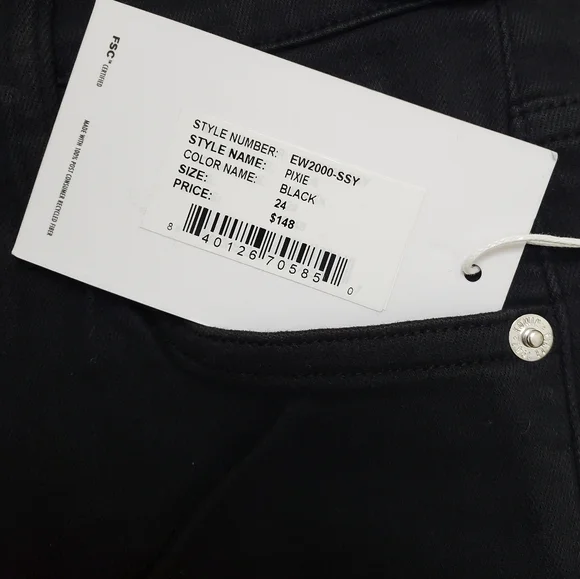 FSC™ CERTIFIED
MADE WITH 100% POST CONSUMER RECYCLED FIBER
STYLE NUMBER: EW2000-SSY
STYLE NAME: PIXIE
COLOR NAME: BLACK
SIZE: 24
PRICE: $148
8 40126 70585 0